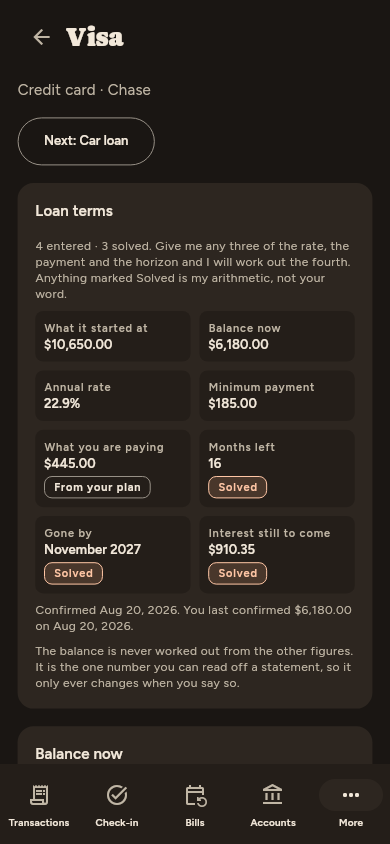 Visa
Credit card · Chase
Next: Car loan
Loan terms
4 entered · 3 solved. Give me any three of the rate, the
payment and the horizon and I will work out the fourth.
Anything marked Solved is my arithmetic, not your
word.
What it started at
$10,650.00
Balance now
$6,180.00
Annual rate
22.9%
Minimum payment
$185.00
What you are paying
$445.00
From your plan
Months left
16
Solved
Gone by
November 2027
Solved
Interest still to come
$910.35
Solved
Confirmed Aug 20, 2026. You last confirmed $6,180.00
on Aug 20, 2026.
The balance is never worked out from the other figures.
It is the one number you can read off a statement, so it
only ever changes when you say so.
Balance now
Transactions
Check-in
Bills
Accounts
More